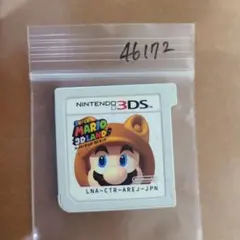 46172
NINTENDO 3DS
SUPER
MARIO
3D LAND
LNA-CTR-AREJ-JPN